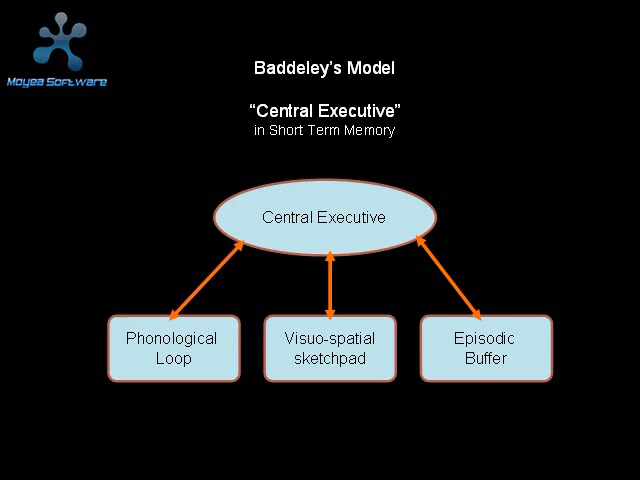 Moyea Software
Baddeley's Model
“Central Executive”
in Short Term Memory
Central Executive
Phonological
Loop
Visuo-spatial
sketchpad
Episodic
Buffer